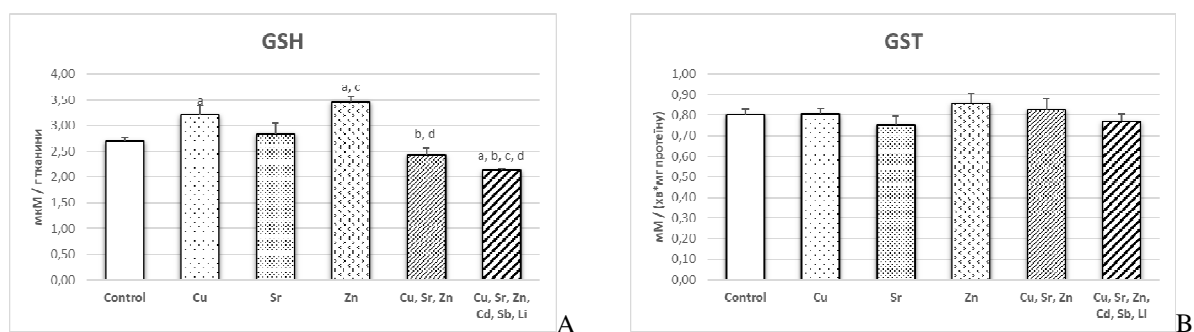 GSH
4,00
3,50
3,00
2,50
2,00
1,50
1,00
0,50
0,00
мкМ / г тканини
a
a, c
b, d
a, b, c, d
Control
Cu
Sr
Zn
Cu, Sr, Zn
Cu, Sr, Zn,
Cd, Sb, Li
A
GST
1,00
0,90
0,80
0,70
0,60
0,50
0,40
0,30
0,20
0,10
0,00
мМ / (хв*мг протеїну)
Control
Cu
Sr
Zn
Cu, Sr, Zn
Cu, Sr, Zn,
Cd, Sb, LI
B